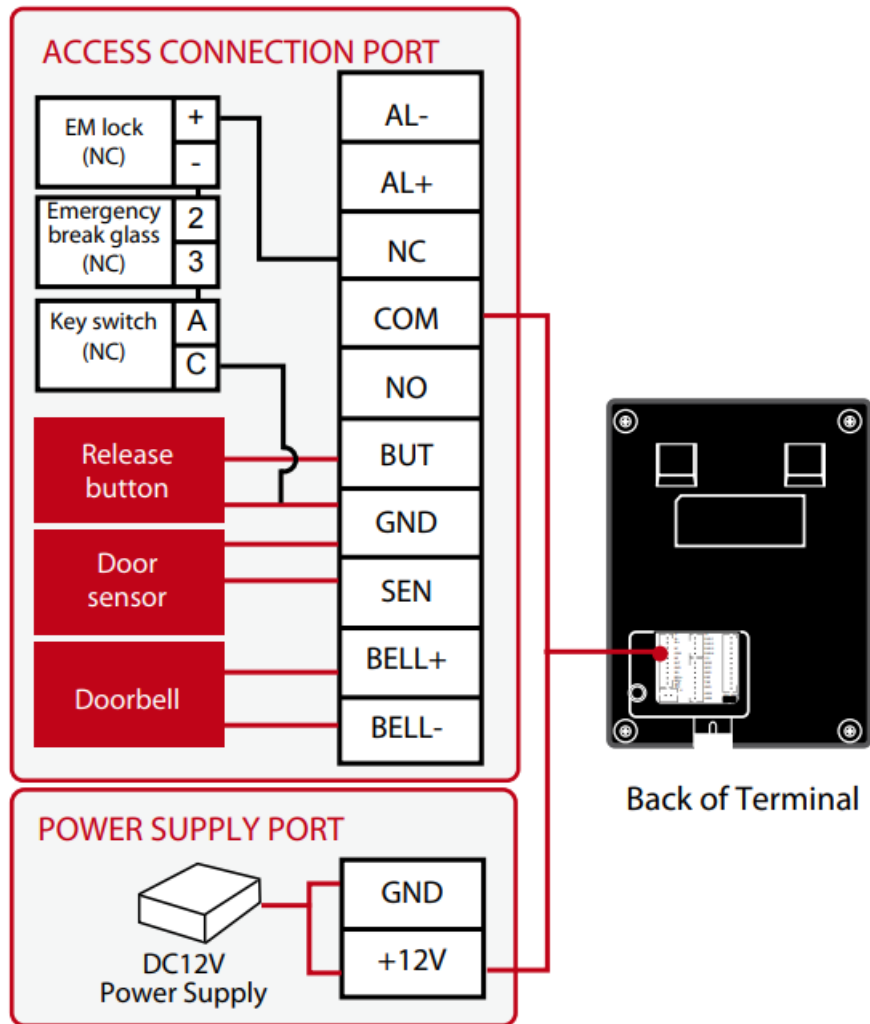 ACCESS CONNECTION PORT
EM lock
(NC)
+
-
Emergency
break glass
(NC)
2
3
Key switch
(NC)
A
C
Release
button
Door
sensor
Doorbell
AL-
AL+
NC
COM
NO
BUT
GND
SEN
BELL+
BELL-
Back of Terminal
POWER SUPPLY PORT
DC12V
Power Supply
GND
+12V